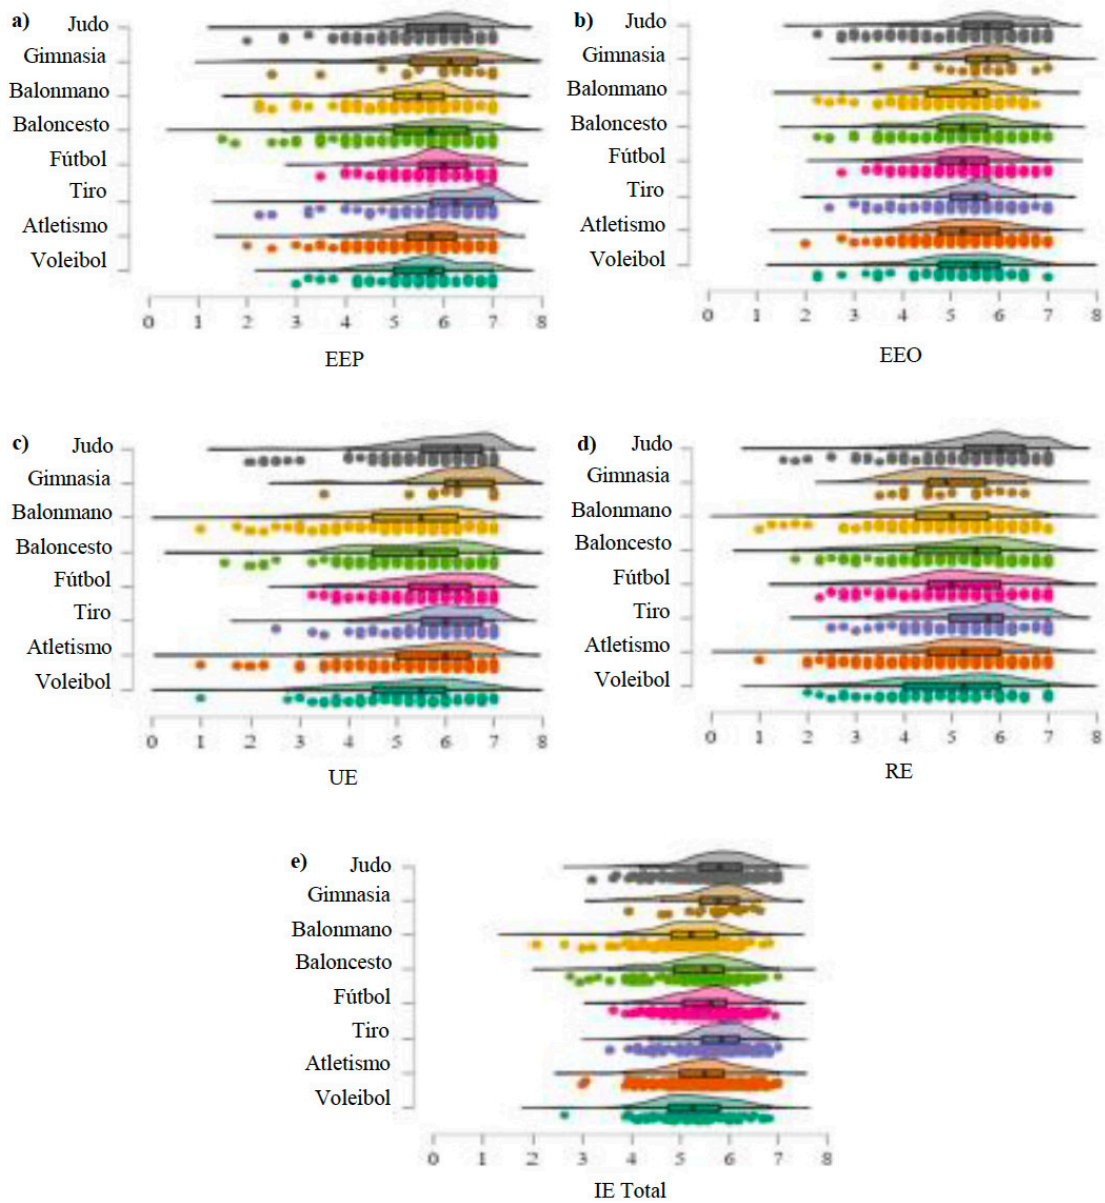 a)
Judo
Gimnasia
Balonmano
Baloncesto
Fútbol
Tiro
Atletismo
Voleibol
0 1 2 3 4 5 6 7 8
EEP
b)
Judo
Gimnasia
Balonmano
Baloncesto
Fútbol
Tiro
Atletismo
Voleibol
0 1 2 3 4 5 6 7 8
EEO
c)
Judo
Gimnasia
Balonmano
Baloncesto
Fútbol
Tiro
Atletismo
Voleibol
0 1 2 3 4 5 6 7 8
UE
d)
Judo
Gimnasia
Balonmano
Baloncesto
Fútbol
Tiro
Atletismo
Voleibol
0 1 2 3 4 5 6 7 8
RE
e)
Judo
Gimnasia
Balonmano
Baloncesto
Fútbol
Tiro
Atletismo
Voleibol
0 1 2 3 4 5 6 7 8
IE Total